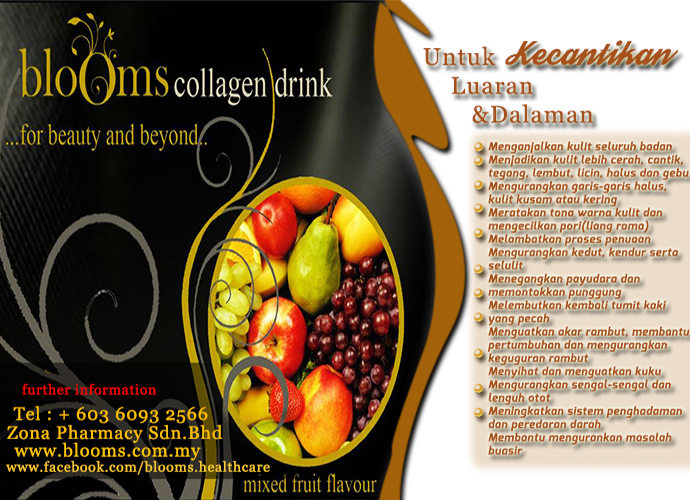 blooms collagen drink
...for beauty and beyond..
further information
Tel : + 603 6093 2566
Zona Pharmacy Sdn.Bhd
www.blooms.com.my
www.facebook.com/blooms.healthcare
mixed fruit flavour
Untuk Kecantikan
Luaran
&Dalaman
Menganjalkan kulit seluruh badan
Menjadikan kulit lebih cerah, cantik,
tegang, lembut, licin, halus dan gebu
Mengurangkan garis-garis halus,
kulit kusam atau kering
Meratakan tona warna kulit dan
mengecilkan pori(liang roma)
Melambatkan proses penuaan
Mengurangkan kedut, kendur serta
selulit
Menegangkan payudara dan
memontokkan punggung
Melembutkan kembali tumit kaki
yang pecah
Menguatkan akar rambut, membantu
pertumbuhan dan mengurangkan
keguguran rambut
Menyihat dan menguatkan kuku
Mengurangkan sengal-sengal dan
lenguh otot
Meningkatkan sistem penghadaman
dan peredaran darah
Membantu mengurankan masalah
buasir